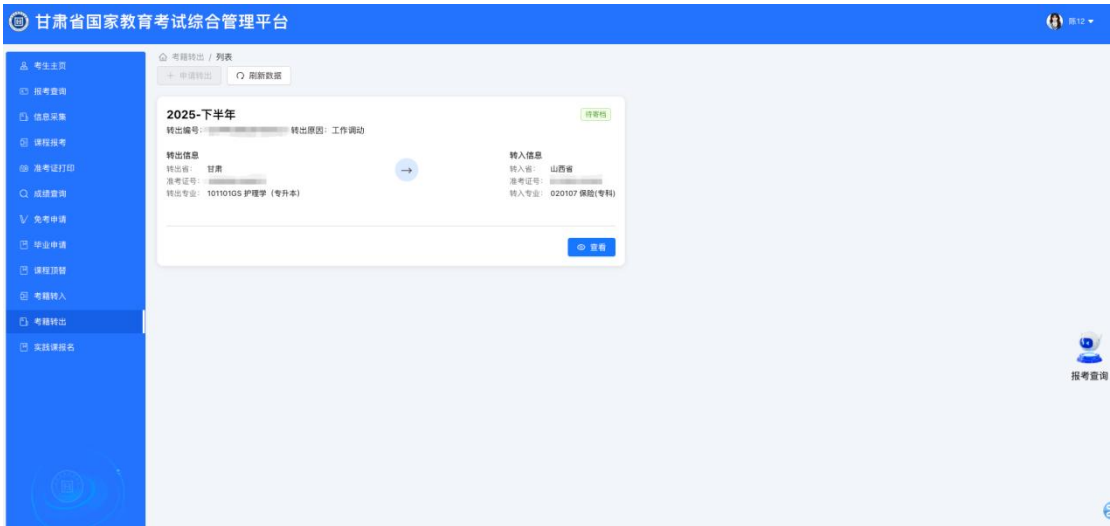 甘肃省国家教育考试综合管理平台
陈12
考生主页
报考查询
信息采集
课程报考
准考证打印
成绩查询
免考申请
毕业申请
课程顶替
考籍转入
考籍转出
实践课报名
考籍转出 / 列表
+ 申请转出
刷新数据
2025-下半年
待寄档
转出编号: 转出原因: 工作调动
转出信息
转出省: 甘肃
准考证号:
转出专业: 101101GS 护理学 (专升本)
→
转入信息
转入省: 山西省
准考证号:
转入专业: 020107 保险(专科)
查看
报考查询